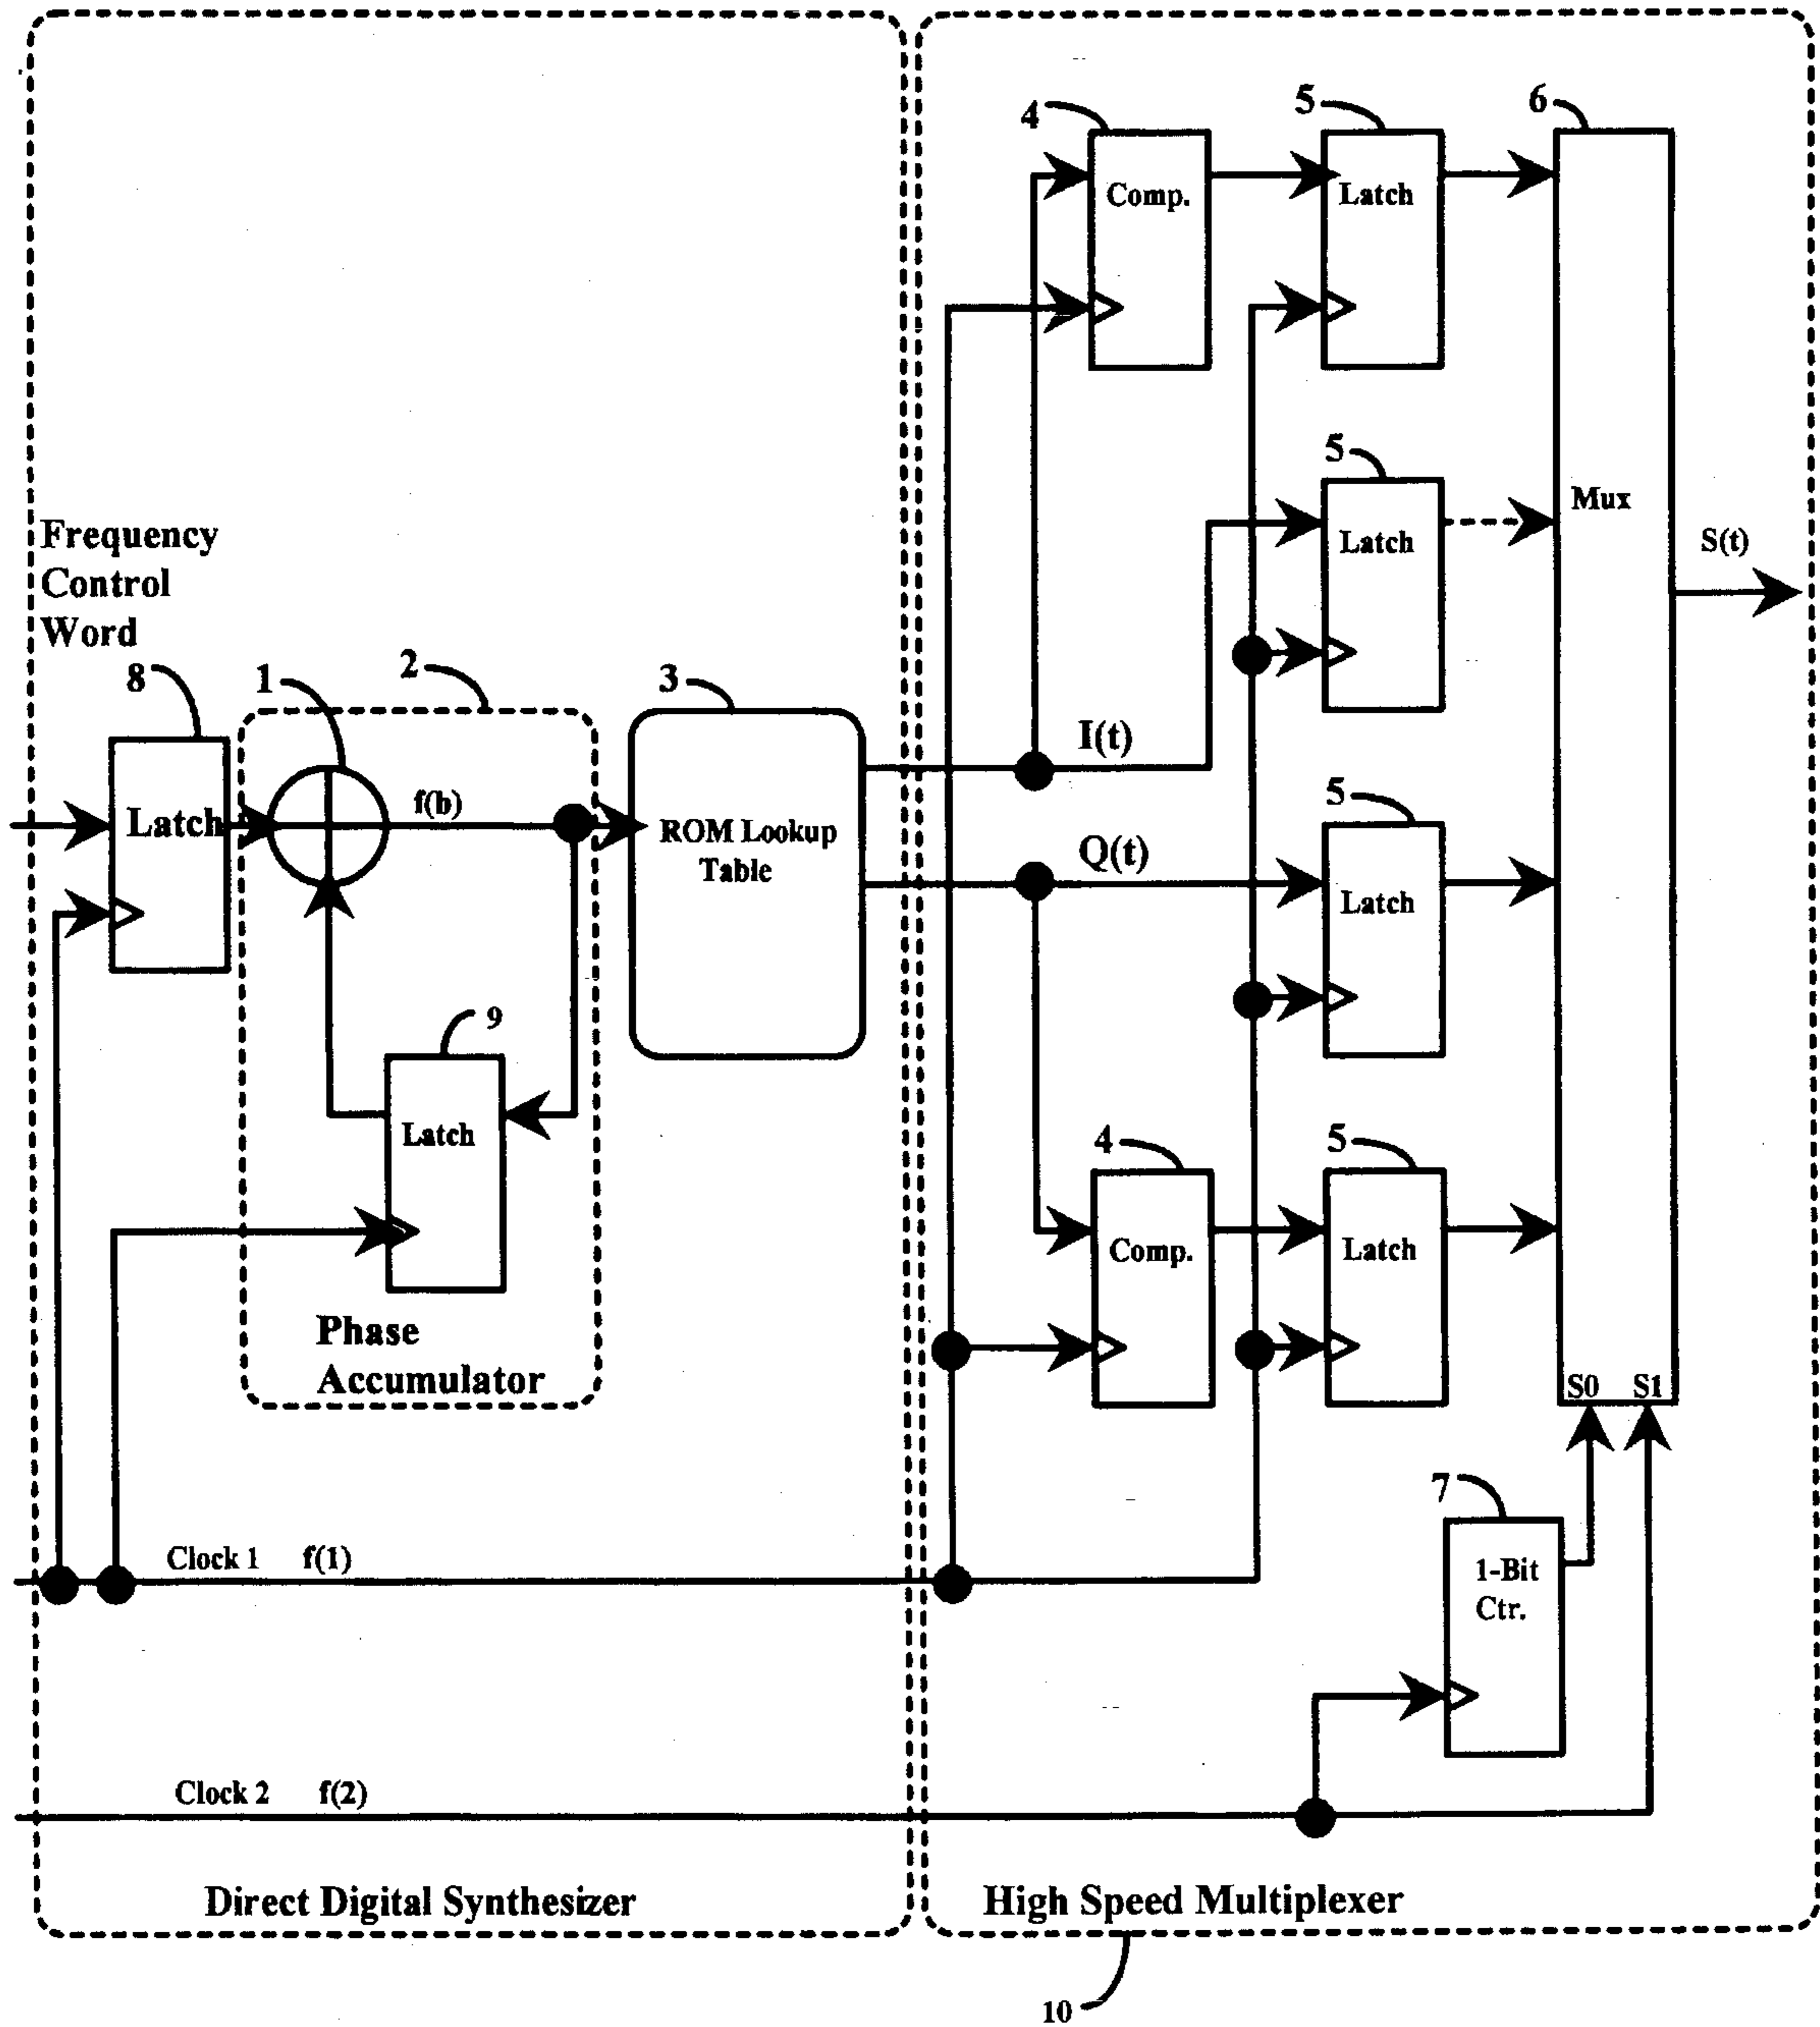 4
5
6
Comp.
Latch
5
Mux
Latch
S(t)
Frequency
Control
Word
8
1
2
3
I(t)
Latch
f(b)
ROM Lookup
Table
5
Q(t)
Latch
9
Latch
4
5
Comp.
Latch
Phase
Accumulator
S0
S1
7
Clock 1
f(1)
1-Bit
Ctr.
Clock 2
f(2)
Direct Digital Synthesizer
High Speed Multiplexer
10